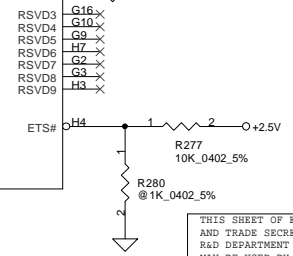 RSVD3 G16
RSVD4 G10
RSVD5 G9
RSVD6 H7
RSVD7 G2
RSVD8 G3
RSVD9 H3
ETS# H4
1 2 +2.5V
R277
10K_0402_5%
1
R280
@1K_0402_5%
2
THIS SHEET OF
AND TRADE SECRE
R&D DEPARTMENT